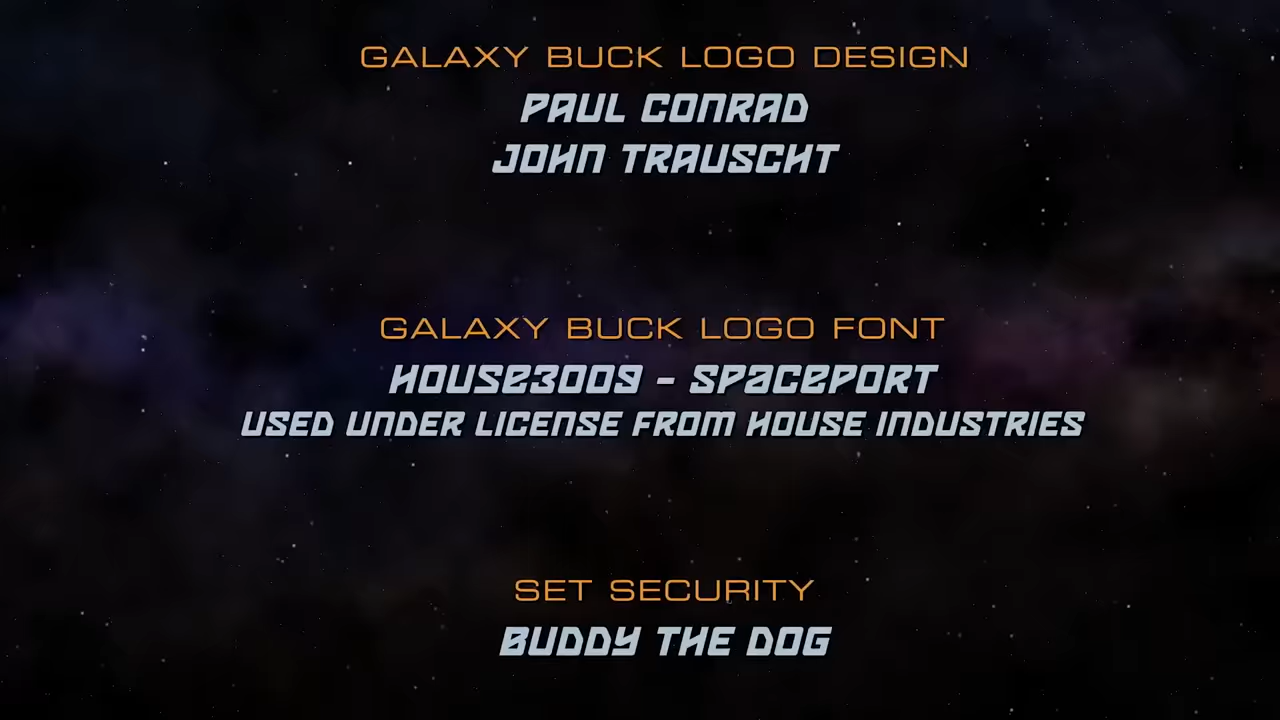 GALAXY BUCK LOGO DESIGN
PAUL CONRAD
JOHN TRAUSCHT
GALAXY BUCK LOGO FONT
HOUSE3009 - SPACEPORT
USED UNDER LICENSE FROM HOUSE INDUSTRIES
SET SECURITY
BUDDY THE DOG